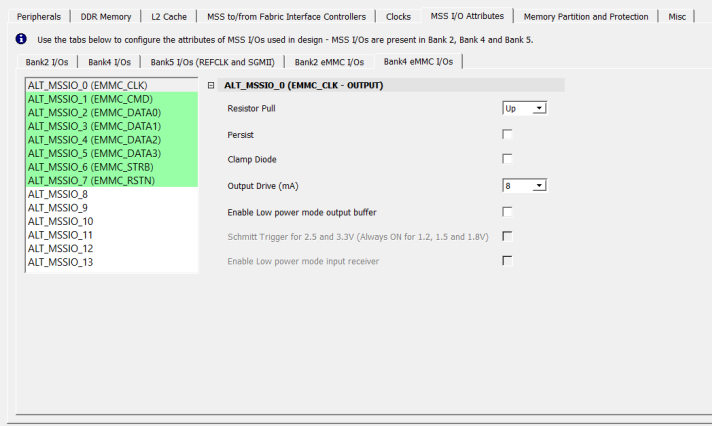 Peripherals DDR Memory L2 Cache MSS to/from Fabric Interface Controllers Clocks MSS I/O Attributes Memory Partition and Protection Misc
Use the tabs below to configure the attributes of MSS I/Os used in design - MSS I/Os are present in Bank 2, Bank 4 and Bank 5.
Bank2 I/Os Bank4 I/Os Bank5 I/Os (REFCLK and SGMII) Bank2 eMMC I/Os Bank4 eMMC I/Os
ALT_MSSIO_0 (EMMC_CLK)
ALT_MSSIO_1 (EMMC_CMD)
ALT_MSSIO_2 (EMMC_DATA0)
ALT_MSSIO_3 (EMMC_DATA1)
ALT_MSSIO_4 (EMMC_DATA2)
ALT_MSSIO_5 (EMMC_DATA3)
ALT_MSSIO_6 (EMMC_STRB)
ALT_MSSIO_7 (EMMC_RSTN)
ALT_MSSIO_8
ALT_MSSIO_9
ALT_MSSIO_10
ALT_MSSIO_11
ALT_MSSIO_12
ALT_MSSIO_13
ALT_MSSIO_0 (EMMC_CLK - OUTPUT)
Resistor Pull Up
Persist
Clamp Diode
Output Drive (mA) 8
Enable Low power mode output buffer
Schmitt Trigger for 2.5 and 3.3V (Always ON for 1.2, 1.5 and 1.8V)
Enable Low power mode input receiver